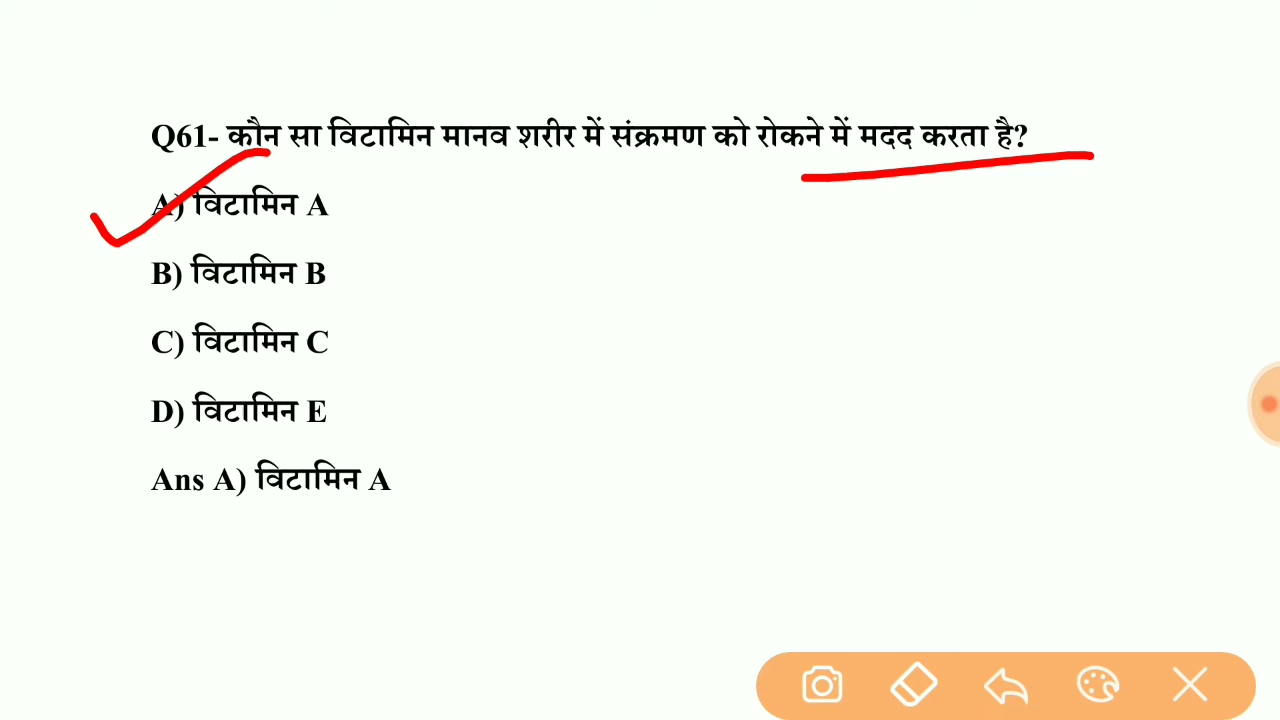 Q61- कौन सा विटामिन मानव शरीर में संक्रमण को रोकने में मदद करता है?
A) विटामिन A
B) विटामिन B
C) विटामिन C
D) विटामिन E
Ans A) विटामिन A